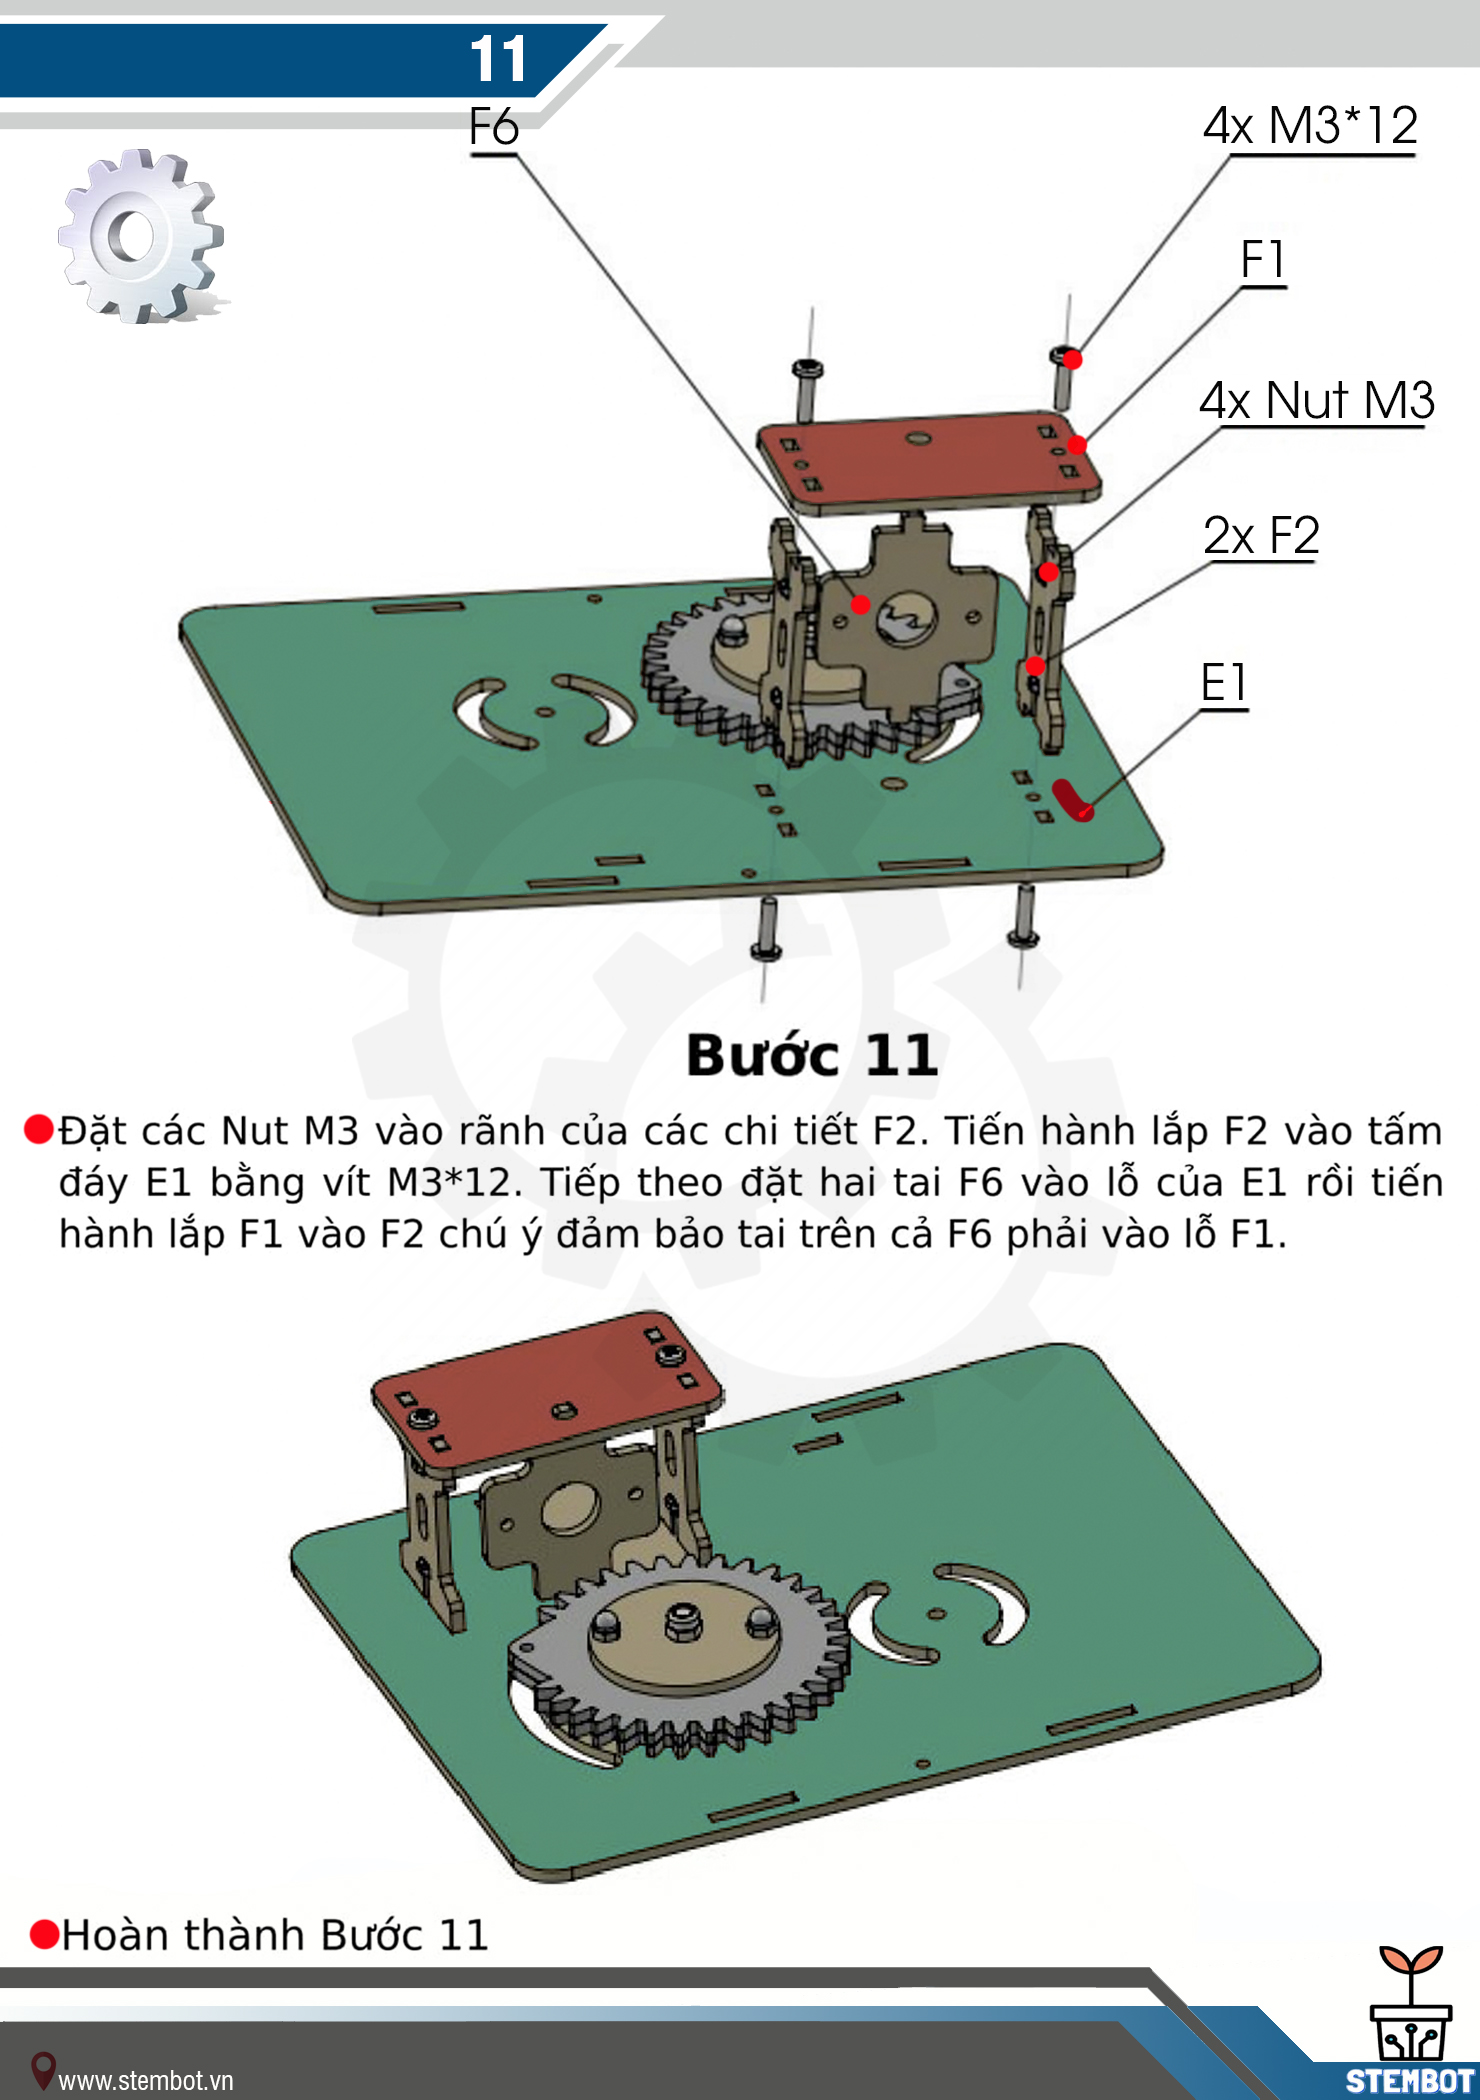 11
F6
4x M3*12
F1
4x Nut M3
2x F2
E1
Bước 11
Đặt các Nut M3 vào rãnh của các chi tiết F2. Tiến hành lắp F2 vào tấm
đáy E1 bằng vít M3*12. Tiếp theo đặt hai tai F6 vào lỗ của E1 rồi tiến
hành lắp F1 vào F2 chú ý đảm bảo tai trên cả F6 phải vào lỗ F1.
Hoàn thành Bước 11
www.stembot.vn
STEMBOT